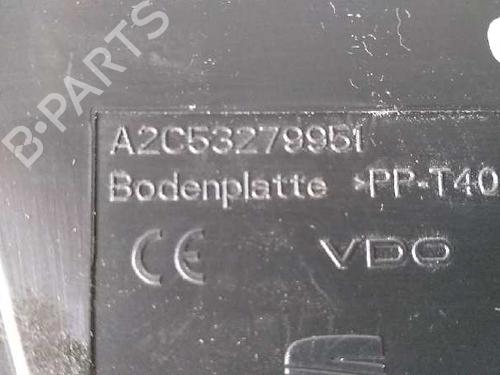 B-PARTS
A2C53279951
Bodenplatte >PP-T40
CE VDO